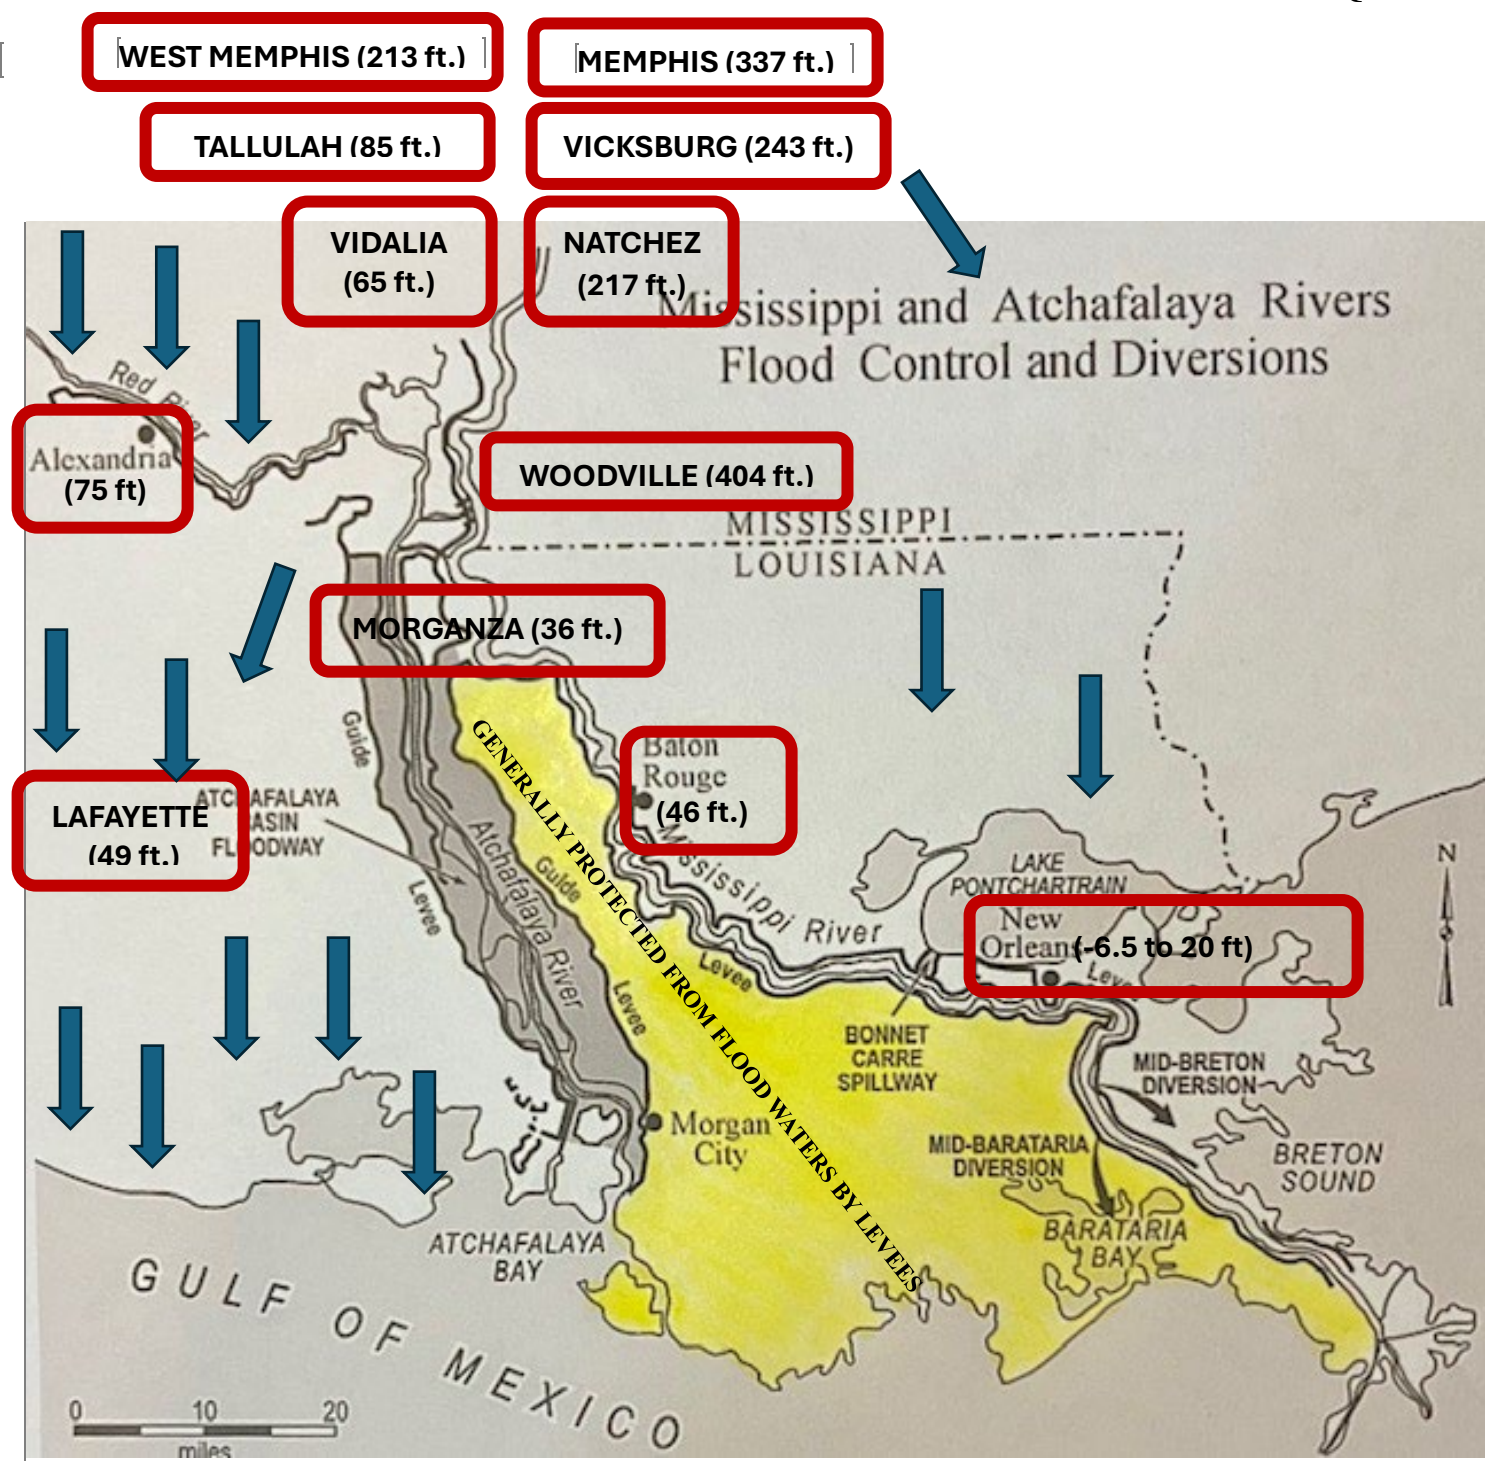 WEST MEMPHIS (213 ft.)
MEMPHIS (337 ft.)
TALLULAH (85 ft.)
VICKSBURG (243 ft.)
VIDALIA
(65 ft.)
NATCHEZ
(217 ft.)
Mississippi and Atchafalaya Rivers
Flood Control and Diversions
Red River
Alexandria
(75 ft)
WOODVILLE (404 ft.)
MISSISSIPPI
LOUISIANA
MORGANZA (36 ft.)
Guide
Levee
GENERALLY PROTECTED FROM FLOOD WATERS BY LEVEES
Baton
Rouge
(46 ft.)
LAFAYETTE
(49 ft.)
ATCHAFALAYA
BASIN
FLOODWAY
Atchafalaya River
Guide
Levee
Mississippi River
Levee
LAKE
PONTCHARTRAIN
New
Orleans (-6.5 to 20 ft)
Levee
N
BONNET
CARRE
SPILLWAY
MID-BRETON
DIVERSION
MID-BARATARIA
DIVERSION
BRETON
SOUND
Morgan
City
BARATARIA
BAY
ATCHAFALAYA
BAY
GULF OF MEXICO
0 10 20
miles